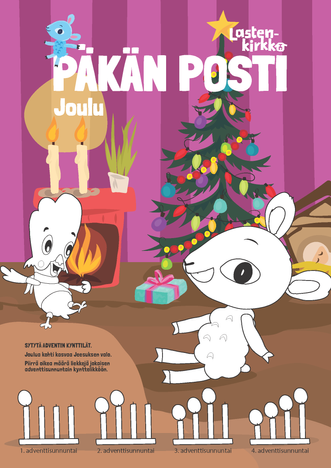 Lasten-
kirkko
PÄKÄN POSTI
Joulu
SYTYTÄ ADVENTIN KYNTTILÄT.
Joulua kohti kasvaa Jeesuksen valo.
Piirrä oikea määrä liekkejä jokaisen
adventtisunnuntain kynttelikköön.
1. adventtisunnuntai
2. adventtisunnuntai
3. adventtisunnuntai
4. adventtisunnuntai